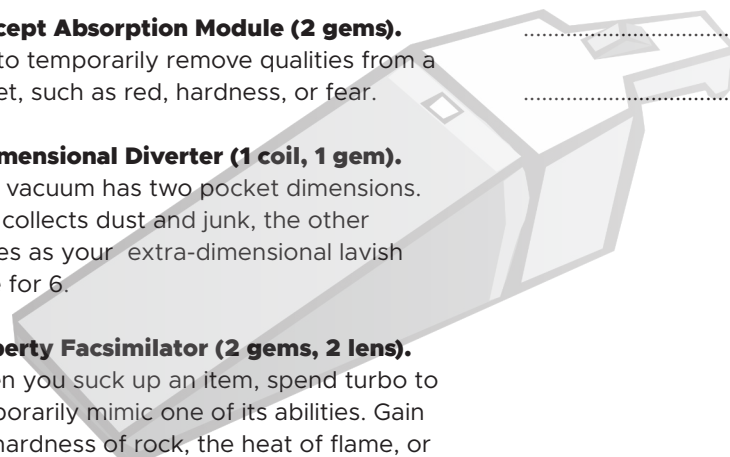 cept Absorption Module (2 gems).
to temporarily remove qualities from a
et, such as red, hardness, or fear.
mensional Diverter (1 coil, 1 gem).
vacuum has two pocket dimensions.
collects dust and junk, the other
es as your extra-dimensional lavish
for 6.
perty Facsimilator (2 gems, 2 lens).
en you suck up an item, spend turbo to
porarily mimic one of its abilities. Gain
hardness of rock, the heat of flame, or